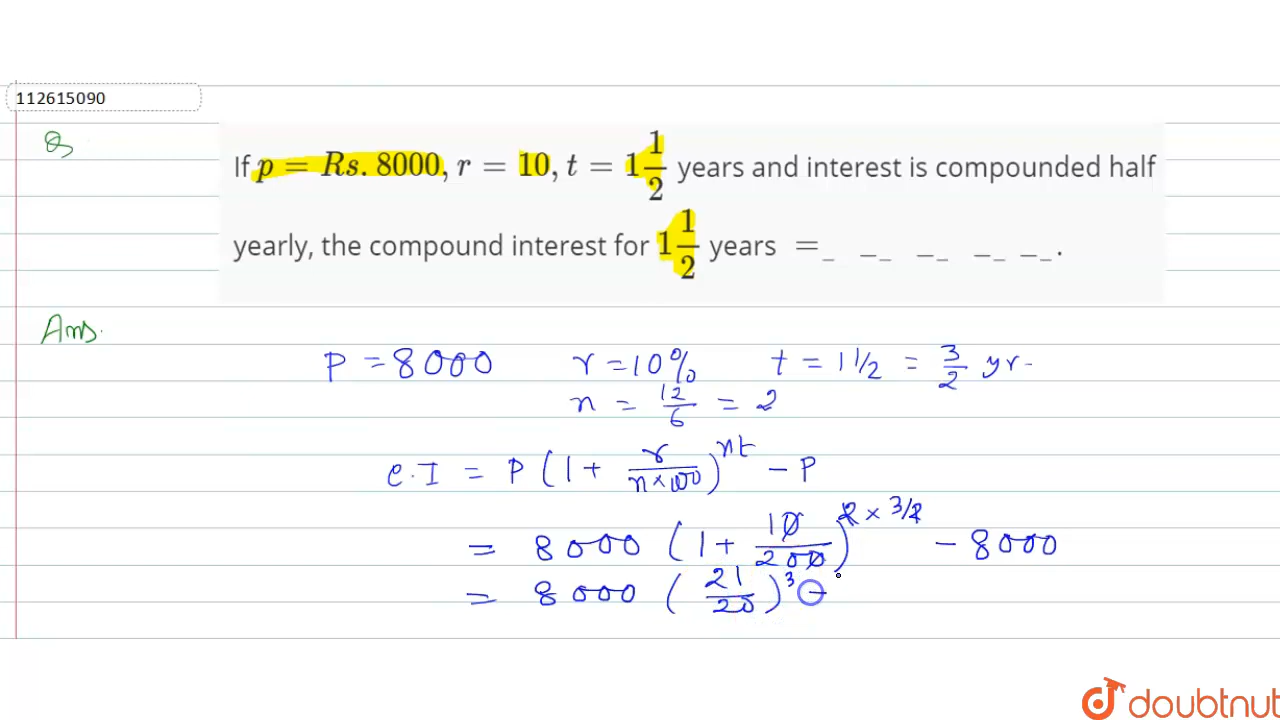 112615090
Q
If p = Rs. 8000, r = 10, t = 1 1/2 years and interest is compounded half
yearly, the compound interest for 1 1/2 years = _ _ _ _ _ _ _ _ _.
Ans.
P = 8000 r = 10% t = 1 1/2 = 3/2 yr.
n = 12/6 = 2
C.I = P (1 + r/(n×100))^nt - P
= 8000 (1 + 10/200)^2×3/2 - 8000
= 8000 (21/20)^3 -
doubtnut